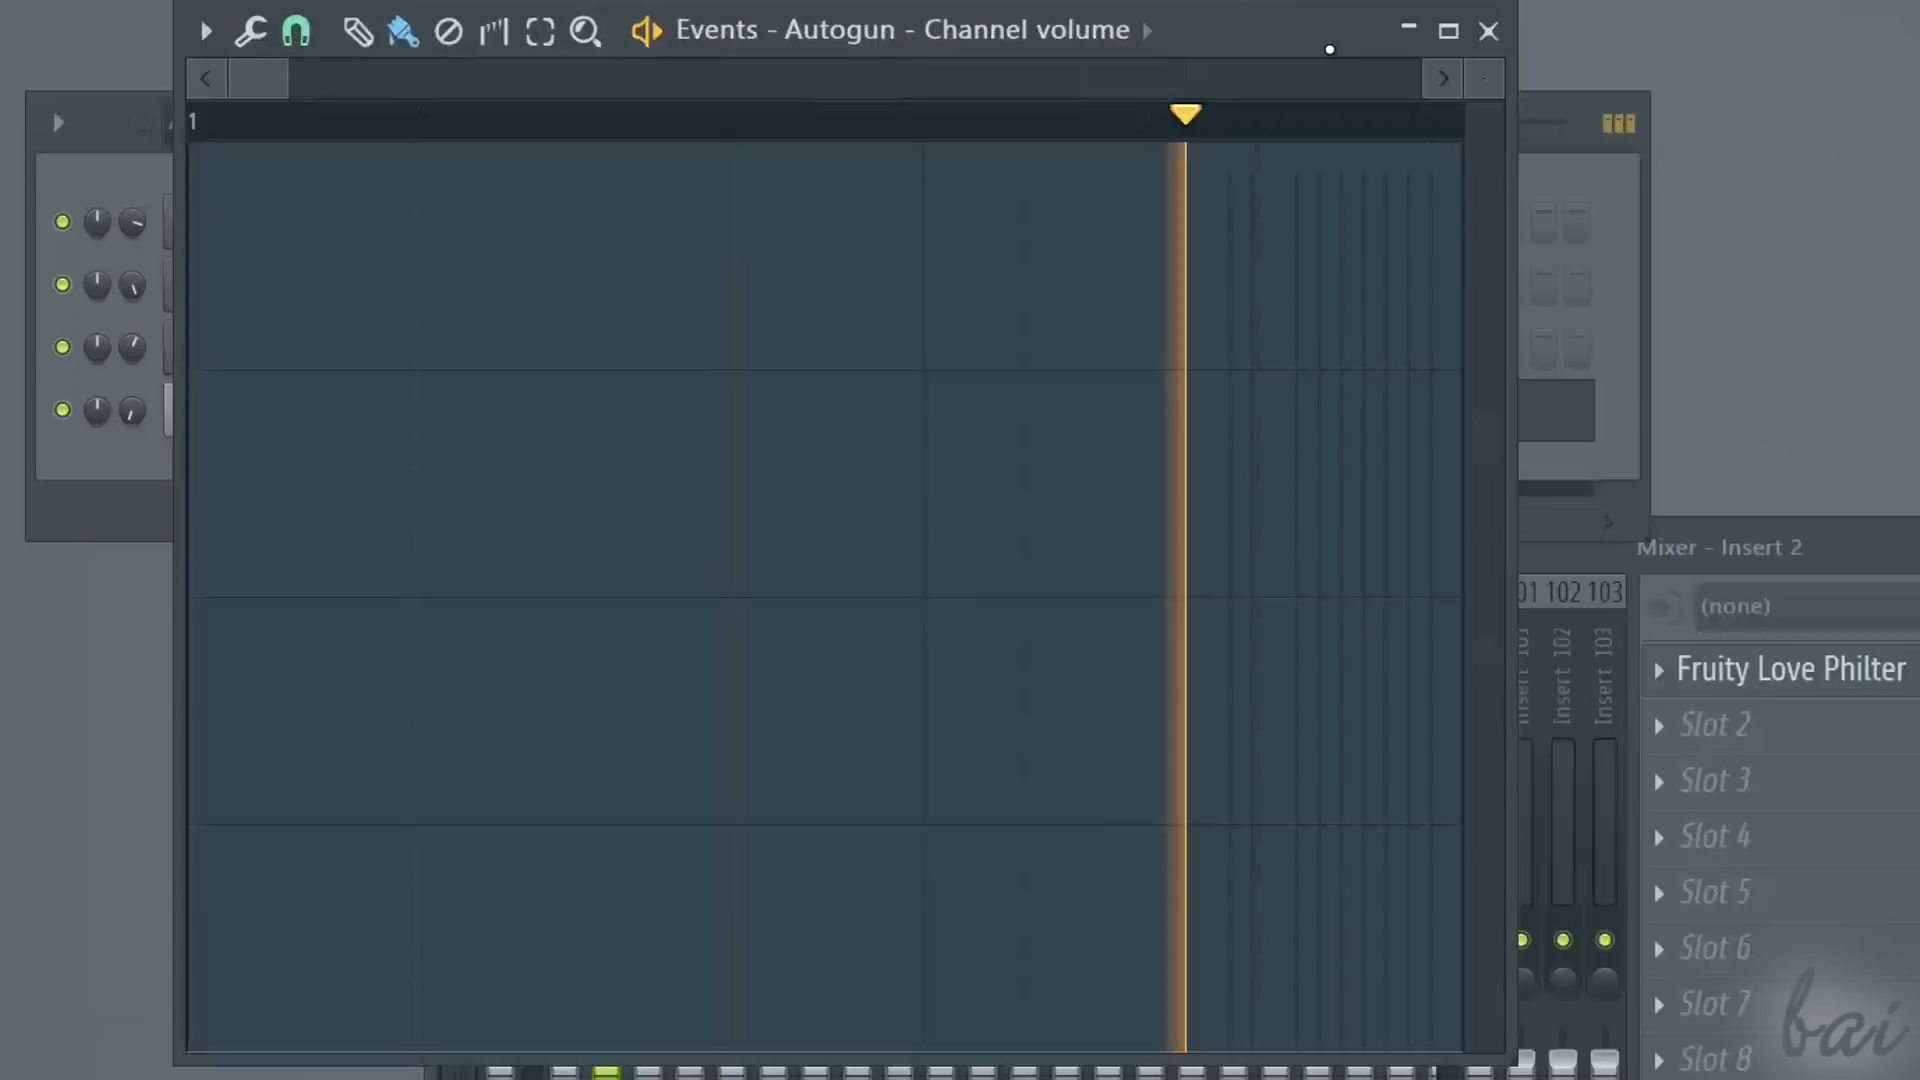 Events - Autogun - Channel volume
1
Mixer - Insert 2
102 103
(none)
Insert 102
Insert 103
Fruity Love Philter
Slot 2
Slot 3
Slot 4
Slot 5
Slot 6
Slot 7
Slot 8
bai